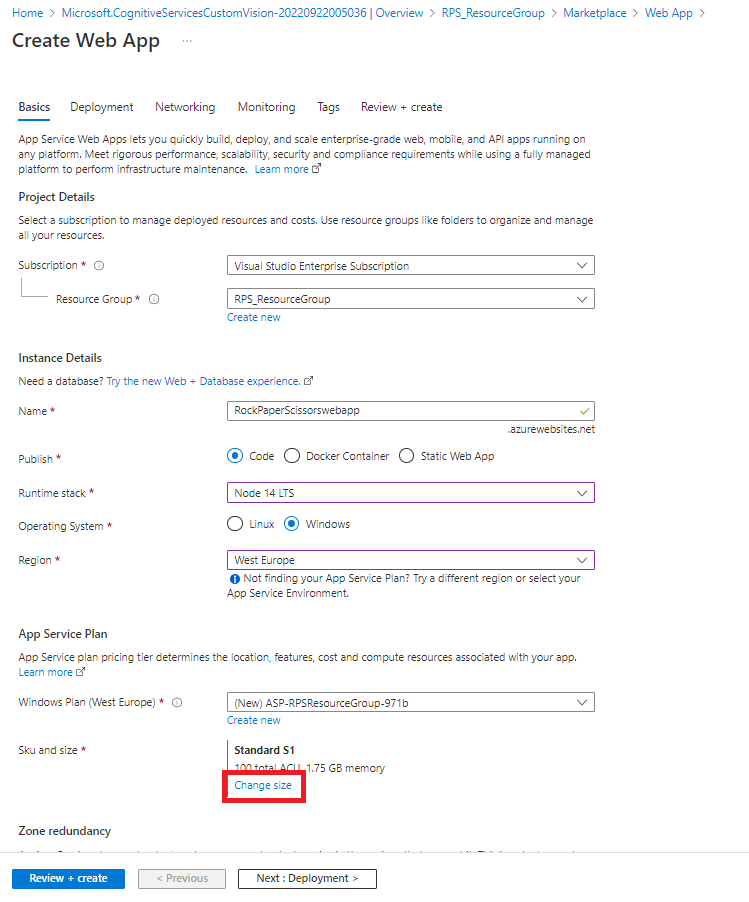 Home > Microsoft.CognitiveServicesCustomVision-20220922005036 | Overview > RPS_ResourceGroup > Marketplace > Web App >
Create Web App ...
Basics Deployment Networking Monitoring Tags Review + create
App Service Web Apps lets you quickly build, deploy, and scale enterprise-grade web, mobile, and API apps running on
any platform. Meet rigorous performance, scalability, security and compliance requirements while using a fully managed
platform to perform infrastructure maintenance. Learn more
Project Details
Select a subscription to manage deployed resources and costs. Use resource groups like folders to organize and manage
all your resources.
Subscription * Visual Studio Enterprise Subscription
Resource Group * RPS_ResourceGroup
Create new
Instance Details
Need a database? Try the new Web + Database experience.
Name * RockPaperScissorswebapp
.azurewebsites.net
Publish * Code Docker Container Static Web App
Runtime stack * Node 14 LTS
Operating System * Linux Windows
Region * West Europe
Not finding your App Service Plan? Try a different region or select your
App Service Environment.
App Service Plan
App Service plan pricing tier determines the location, features, cost and compute resources associated with your app.
Learn more
Windows Plan (West Europe) * (New) ASP-RPSResourceGroup-971b
Create new
Sku and size * Standard S1
100 total ACU, 1.75 GB memory
Change size
Zone redundancy
Review + create < Previous Next : Deployment >